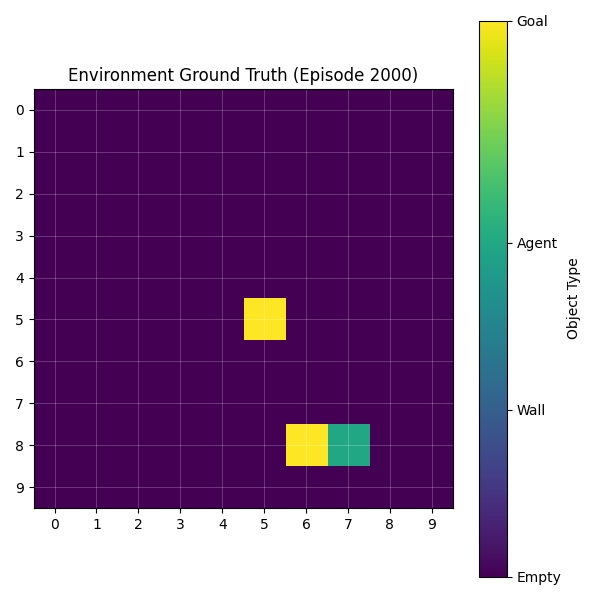 Environment Ground Truth (Episode 2000)
0
1
2
3
4
5
6
7
8
9
0 1 2 3 4 5 6 7 8 9
Goal
Agent
Wall
Empty
Object Type